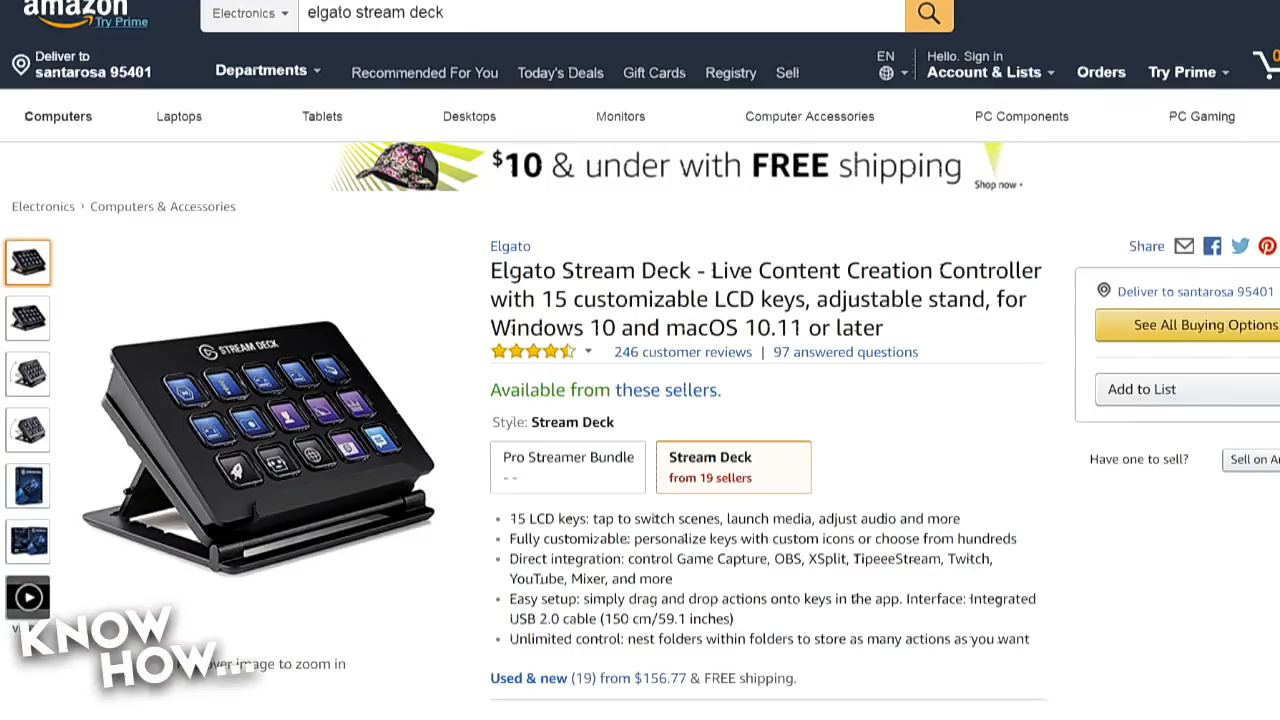 amazon
Try Prime
Electronics
elgato stream deck
Deliver to
santarosa 95401
Departments
Recommended For You
Today's Deals
Gift Cards
Registry
Sell
EN
Hello. Sign in
Account & Lists
Orders
Try Prime
0
Computers
Laptops
Tablets
Desktops
Monitors
Computer Accessories
PC Components
PC Gaming
$10 & under with FREE shipping
Shop now
Electronics › Computers & Accessories
Elgato
Share
Elgato Stream Deck - Live Content Creation Controller
with 15 customizable LCD keys, adjustable stand, for
Windows 10 and macOS 10.11 or later
246 customer reviews | 97 answered questions
Available from these sellers.
Style: Stream Deck
Pro Streamer Bundle
- -
Stream Deck
from 19 sellers
• 15 LCD keys: tap to switch scenes, launch media, adjust audio and more
• Fully customizable: personalize keys with custom icons or choose from hundreds
• Direct integration: control Game Capture, OBS, XSplit, TipeeeStream, Twitch,
YouTube, Mixer, and more
• Easy setup: simply drag and drop actions onto keys in the app. Interface: Integrated
USB 2.0 cable (150 cm/59.1 inches)
• Unlimited control: nest folders within folders to store as many actions as you want
Used & new (19) from $156.77 & FREE shipping.
Deliver to santarosa 95401
See All Buying Options
Add to List
Have one to sell?
Sell on
STREAM DECK
KNOW
HOW...
image to zoom in